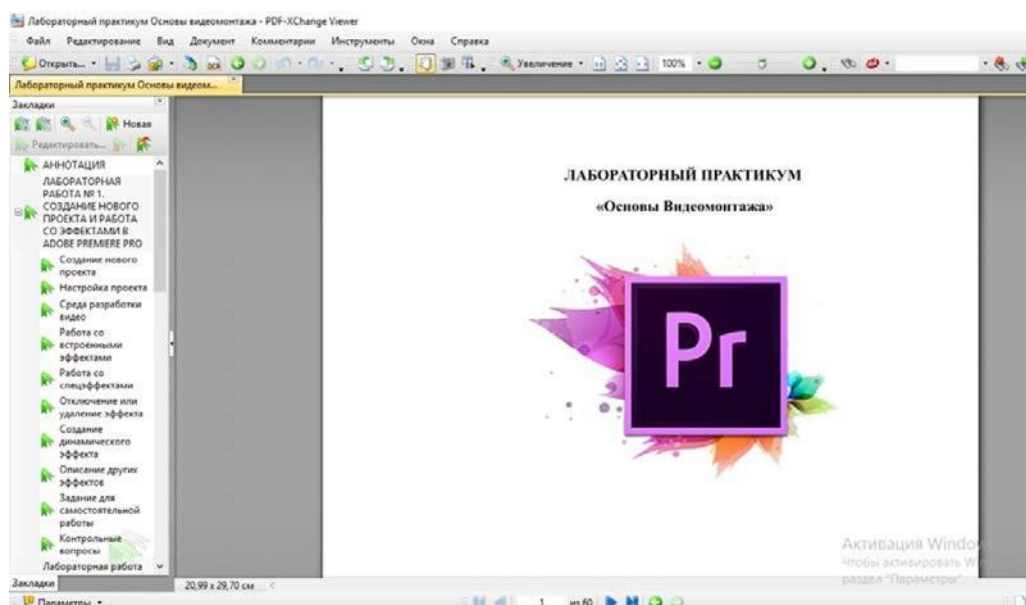 Лабораторный практикум Основы видеомонтажа - PDF-XChange Viewer
Файл Редактирование Вид Документ Комментарии Инструменты Окна Справка
Открыть... OCR Увеличение 100%
Лабораторный практикум Основы видеом...
Закладки
Новая
Редактировать...
АННОТАЦИЯ
ЛАБОРАТОРНАЯ
РАБОТА № 1.
СОЗДАНИЕ НОВОГО
ПРОЕКТА И РАБОТА
СО ЭФФЕКТАМИ В
ADOBE PREMIERE PRO
Создание нового
проекта
Настройка проекта
Среда разработки
видео
Работа со
встроенными
эффектами
Работа со
спецэффектами
Отключение или
удаление эффекта
Создание
динамического
эффекта
Описание других
эффектов
Задание для
самостоятельной
работы
Контрольные
вопросы
Лабораторная работа
Закладки
ЛАБОРАТОРНЫЙ ПРАКТИКУМ
«Основы Видеомонтажа»
Pr
Активация Windo
Чтобы активировать W
раздел "Параметры".
20,99 x 29,70 см
Параметры
1 из 60